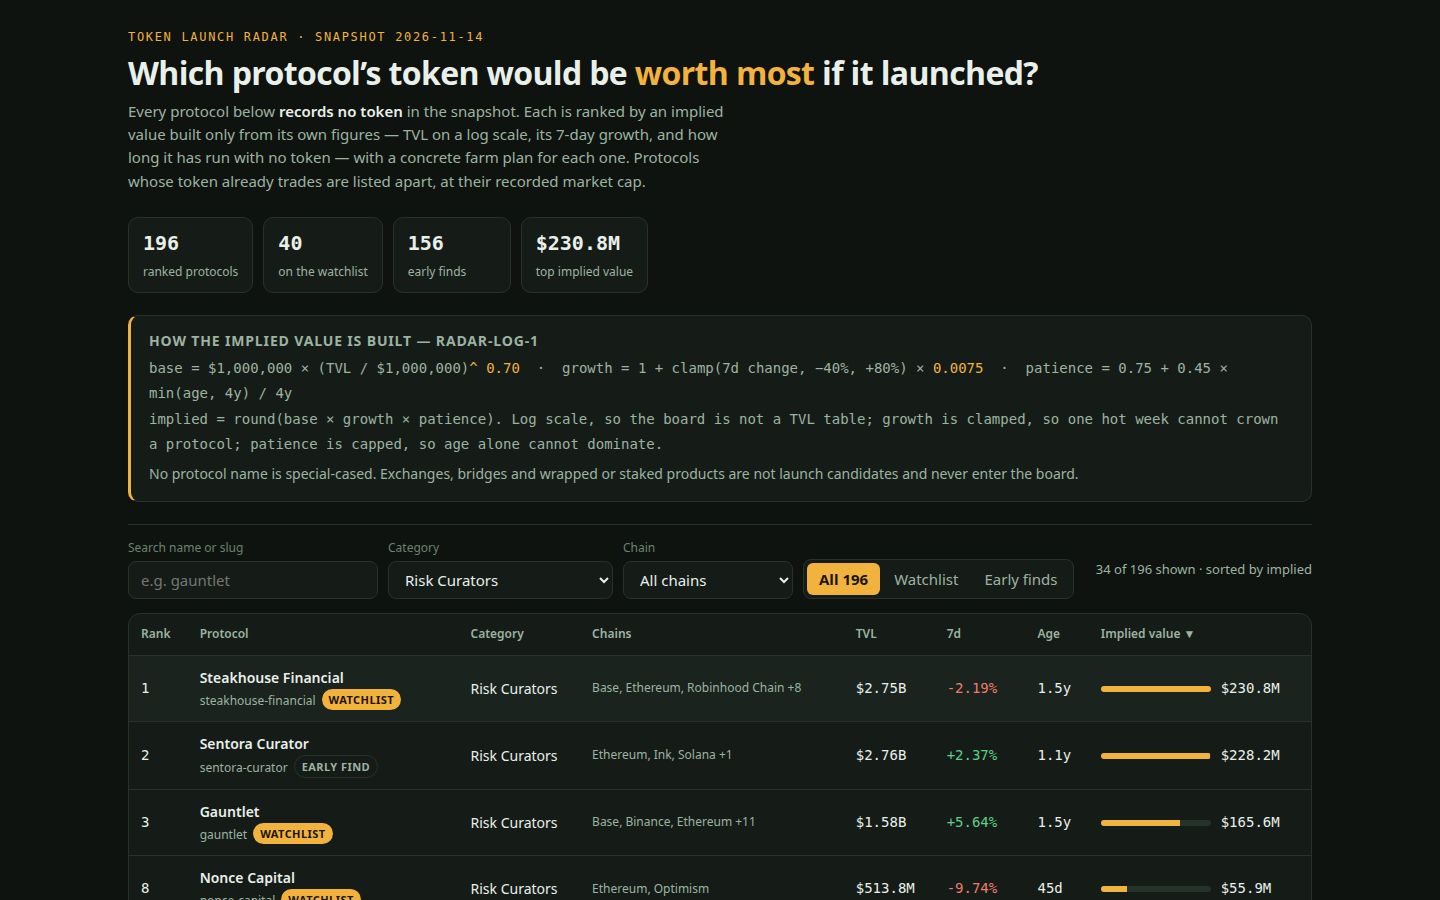 TOKEN LAUNCH RADAR · SNAPSHOT 2026-11-14
Which protocol’s token would be worth most if it launched?
Every protocol below records no token in the snapshot. Each is ranked by an implied
value built only from its own figures — TVL on a log scale, its 7-day growth, and how
long it has run with no token — with a concrete farm plan for each one. Protocols
whose token already trades are listed apart, at their recorded market cap.
196
ranked protocols
40
on the watchlist
156
early finds
$230.8M
top implied value
HOW THE IMPLIED VALUE IS BUILT — RADAR-LOG-1
base = $1,000,000 × (TVL / $1,000,000)^ 0.70 · growth = 1 + clamp(7d change, −40%, +80%) × 0.0075 · patience = 0.75 + 0.45 ×
min(age, 4y) / 4y
implied = round(base × growth × patience). Log scale, so the board is not a TVL table; growth is clamped, so one hot week cannot crown
a protocol; patience is capped, so age alone cannot dominate.
No protocol name is special-cased. Exchanges, bridges and wrapped or staked products are not launch candidates and never enter the board.
Search name or slug
Category
Chain
e.g. gauntlet
Risk Curators
All chains
All 196
Watchlist
Early finds
34 of 196 shown · sorted by implied
Rank Protocol Category Chains TVL 7d Age Implied value ▼
1 Steakhouse Financial Risk Curators Base, Ethereum, Robinhood Chain +8 $2.75B -2.19% 1.5y $230.8M
steakhouse-financial WATCHLIST
2 Sentora Curator Risk Curators Ethereum, Ink, Solana +1 $2.76B +2.37% 1.1y $228.2M
sentora-curator EARLY FIND
3 Gauntlet Risk Curators Base, Binance, Ethereum +11 $1.58B +5.64% 1.5y $165.6M
gauntlet WATCHLIST
8 Nonce Capital Risk Curators Ethereum, Optimism $513.8M -9.74% 45d $55.9M
nonce-capital WATCHLIST